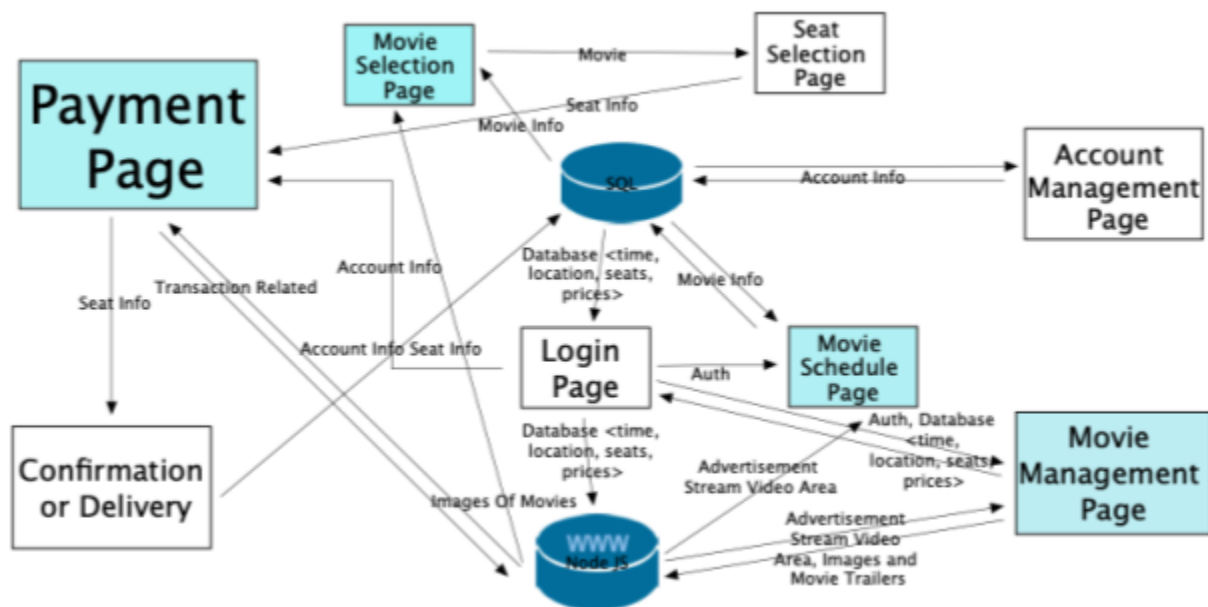 Movie
Selection
Page
Movie
Seat
Selection
Page
Payment
Page
Seat Info
Movie Info
SQL
Account
Management
Page
Account Info
Database <time,
location, seats,
prices>
Account Info
Movie Info
Transaction Related
Seat Info
Login
Page
Movie
Schedule
Page
Account Info Seat Info
Auth
Auth, Database
<time,
location, seats,
prices>
Confirmation
or Delivery
Database <time,
location, seats,
prices>
Movie
Management
Page
Advertisement
Stream Video Area
Images Of Movies
WWW
Node JS
Advertisement
Stream Video
Area, Images and
Movie Trailers